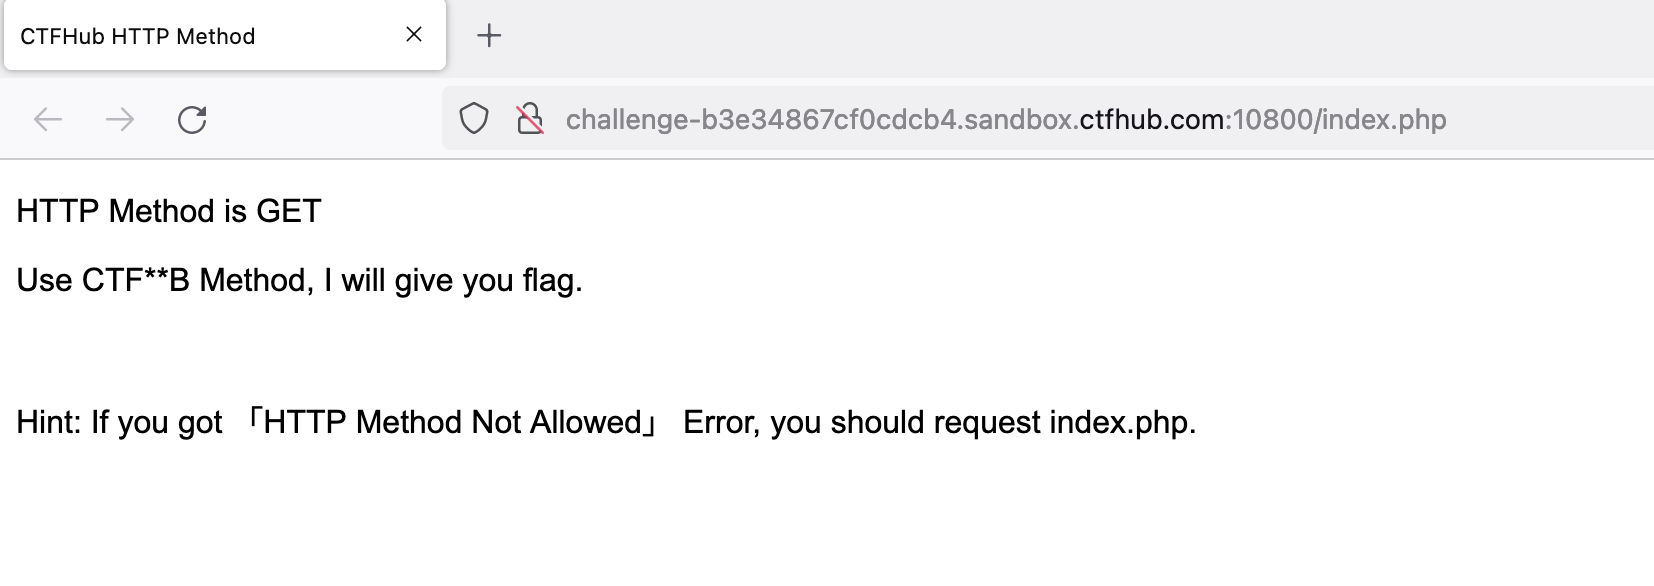 CTFHub HTTP Method
challenge-b3e34867cf0cdcb4.sandbox.ctfhub.com:10800/index.php
HTTP Method is GET
Use CTF**B Method, I will give you flag.
Hint: If you got 「HTTP Method Not Allowed」 Error, you should request index.php.